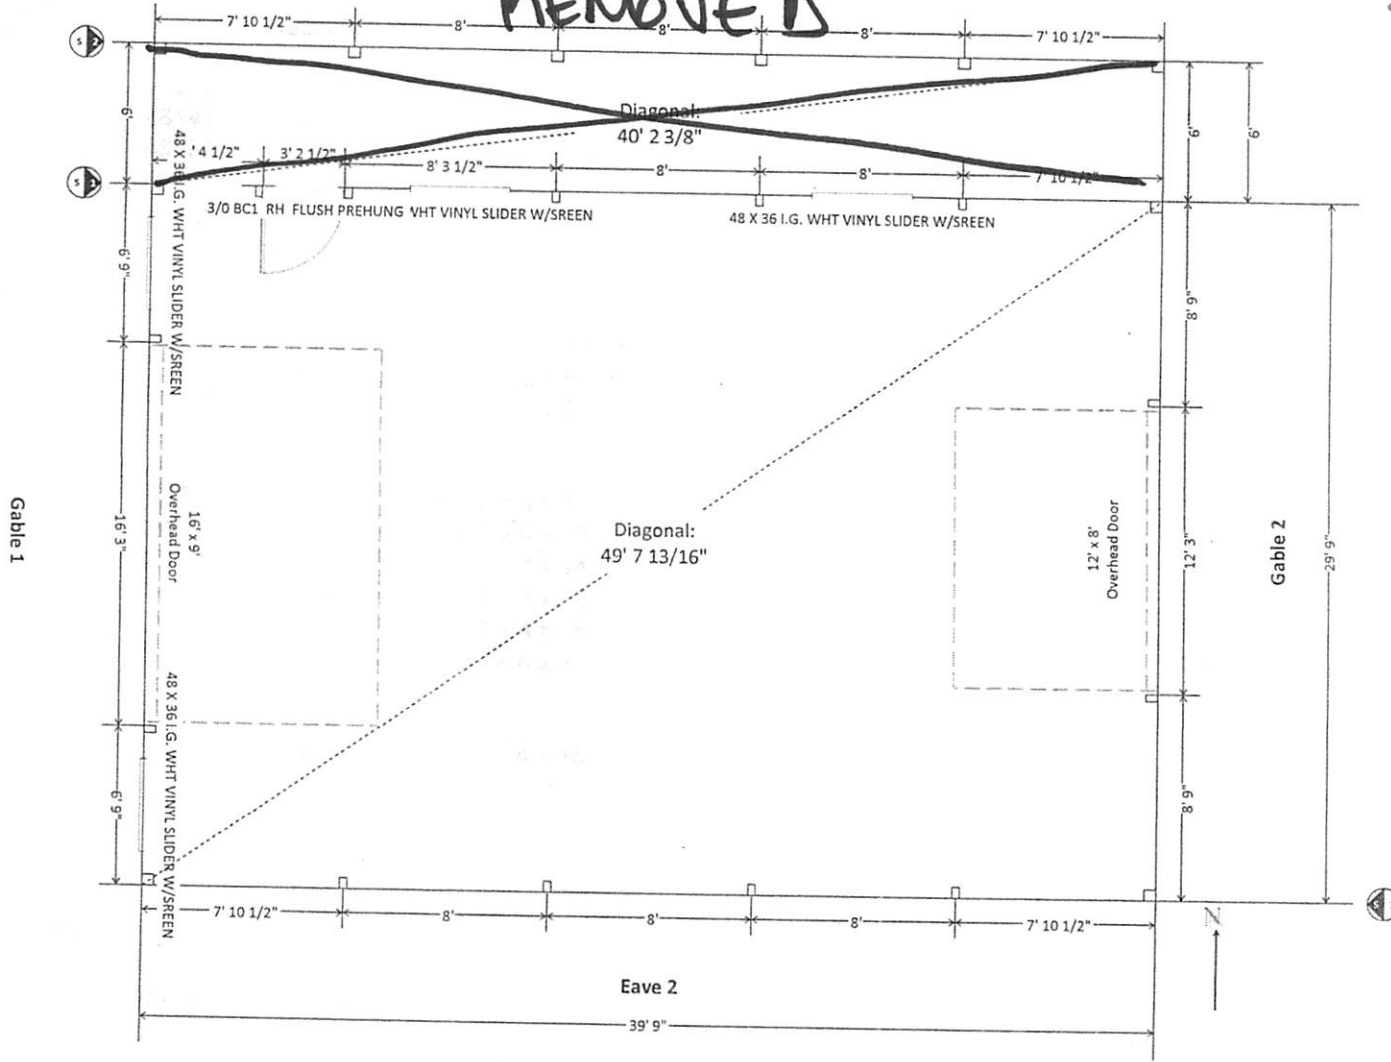 REMOVED
7' 10 1/2"
8'
8'
8'
7' 10 1/2"
S
6'
Diagonal:
40' 2 3/8"
6'
6'
' 4 1/2"
3' 2 1/2"
8' 3 1/2"
8'
8'
7' 10 1/2"
S
3/0 BC1 RH FLUSH PREHUNG VHT VINYL SLIDER W/SREEN
48 X 36 I.G. WHT VINYL SLIDER W/SREEN
48 X 36 I.G. WHT VINYL SLIDER W/SREEN
6' 9"
8' 9"
Gable 1
16' 3"
16' x 9'
Overhead Door
Diagonal:
49' 7 13/16"
12' x 8'
Overhead Door
12' 3"
Gable 2
29' 9"
48 X 36 I.G. WHT VINYL SLIDER W/SREEN
6' 9"
8' 9"
7' 10 1/2"
8'
8'
8'
7' 10 1/2"
N
Eave 2
39' 9"